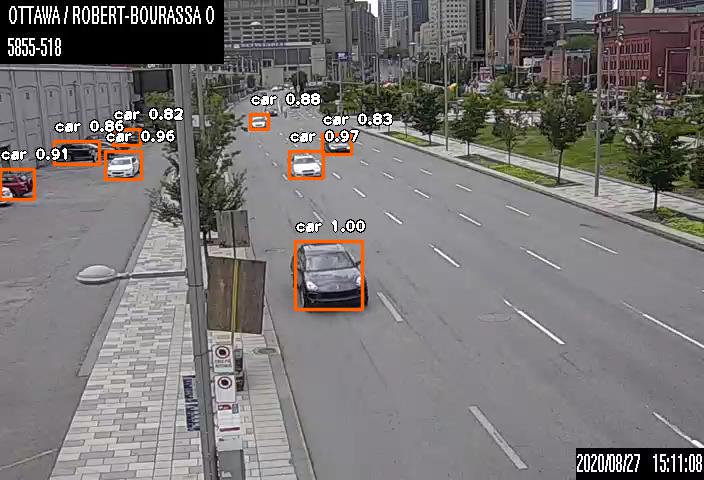 OTTAWA / ROBERT-BOURASSA O
5855-518
car 0.88
car 0.82
car 0.83
car 0.86
car 0.96
car 0.97
car 0.91
car 1.00
2020/08/27 15:11:08